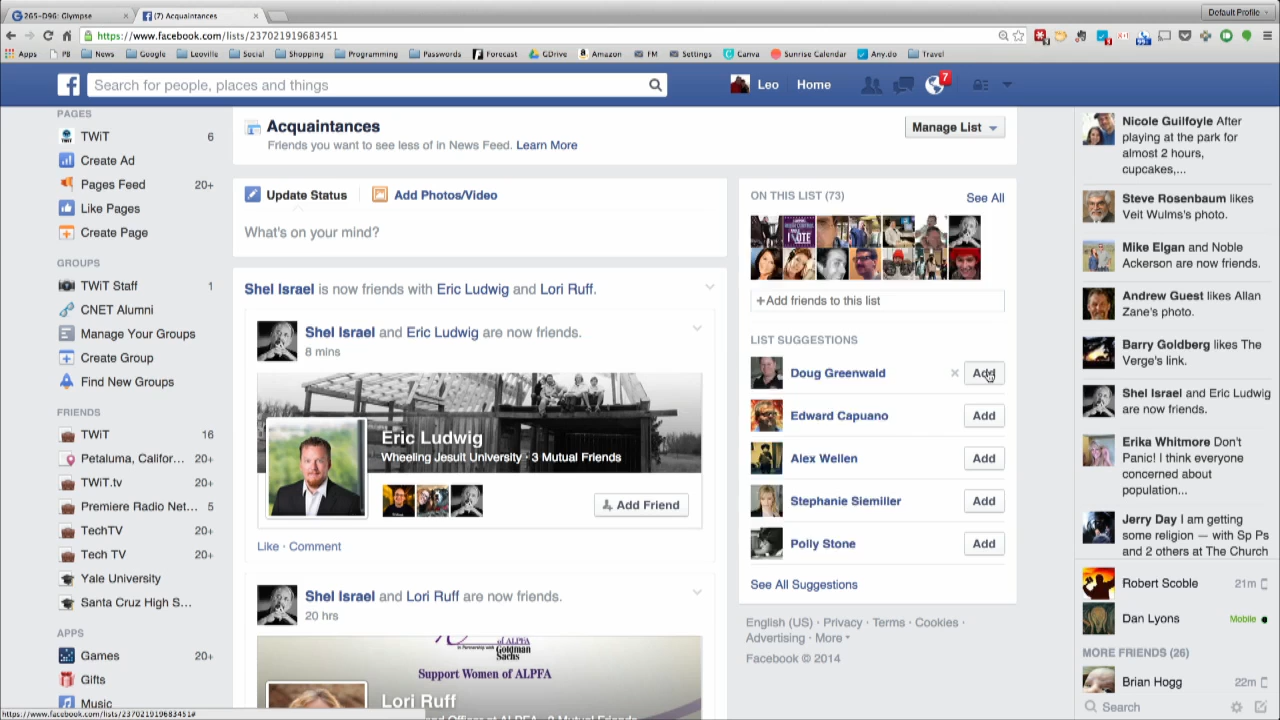 265-D96: Glympse
(7) Acquaintances
Default Profile
https://www.facebook.com/lists/237021919683451
Apps PB News Google Leoville Social Shopping Programming Passwords Forecast GDrive Amazon FM Settings Canva Sunrise Calendar Any.do Travel
Search for people, places and things
Leo Home 7
PAGES
TWiT 6
Create Ad
Pages Feed 20+
Like Pages
Create Page
GROUPS
TWiT Staff 1
CNET Alumni
Manage Your Groups
Create Group
Find New Groups
FRIENDS
TWiT 16
Petaluma, Califor... 20+
TWiT.tv 20+
Premiere Radio Net... 5
TechTV 20+
Tech TV 20+
Yale University
Santa Cruz High S...
APPS
Games 20+
Gifts
Music
Acquaintances
Friends you want to see less of in News Feed. Learn More
Manage List
Update Status Add Photos/Video
What's on your mind?
Shel Israel is now friends with Eric Ludwig and Lori Ruff.
Shel Israel and Eric Ludwig are now friends.
8 mins
Eric Ludwig
Wheeling Jesuit University · 3 Mutual Friends
Add Friend
Like · Comment
Shel Israel and Lori Ruff are now friends.
20 hrs
of ALPFA
In Partnership with Goldman
Sachs
Support Women of ALPFA
Lori Ruff
ON THIS LIST (73)
See All
I VOTE
+Add friends to this list
LIST SUGGESTIONS
Doug Greenwald × Add
Edward Capuano Add
Alex Wellen Add
Stephanie Siemiller Add
Polly Stone Add
See All Suggestions
English (US) · Privacy · Terms · Cookies ·
Advertising · More
Facebook © 2014
Nicole Guilfoyle After
playing at the park for
almost 2 hours,
cupcakes,...
Steve Rosenbaum likes
Veit Wulms's photo.
Mike Elgan and Noble
Ackerson are now friends.
Andrew Guest likes Allan
Zane's photo.
Barry Goldberg likes The
Verge's link.
Shel Israel and Eric Ludwig
are now friends.
Erika Whitmore Don't
Panic! I think everyone
concerned about
population...
Jerry Day I am getting
some religion — with Sp Ps
and 2 others at The Church
Robert Scoble 21m
Dan Lyons Mobile
MORE FRIENDS (26)
Brian Hogg 22m
Search
https://www.facebook.com/lists/237021919683451#